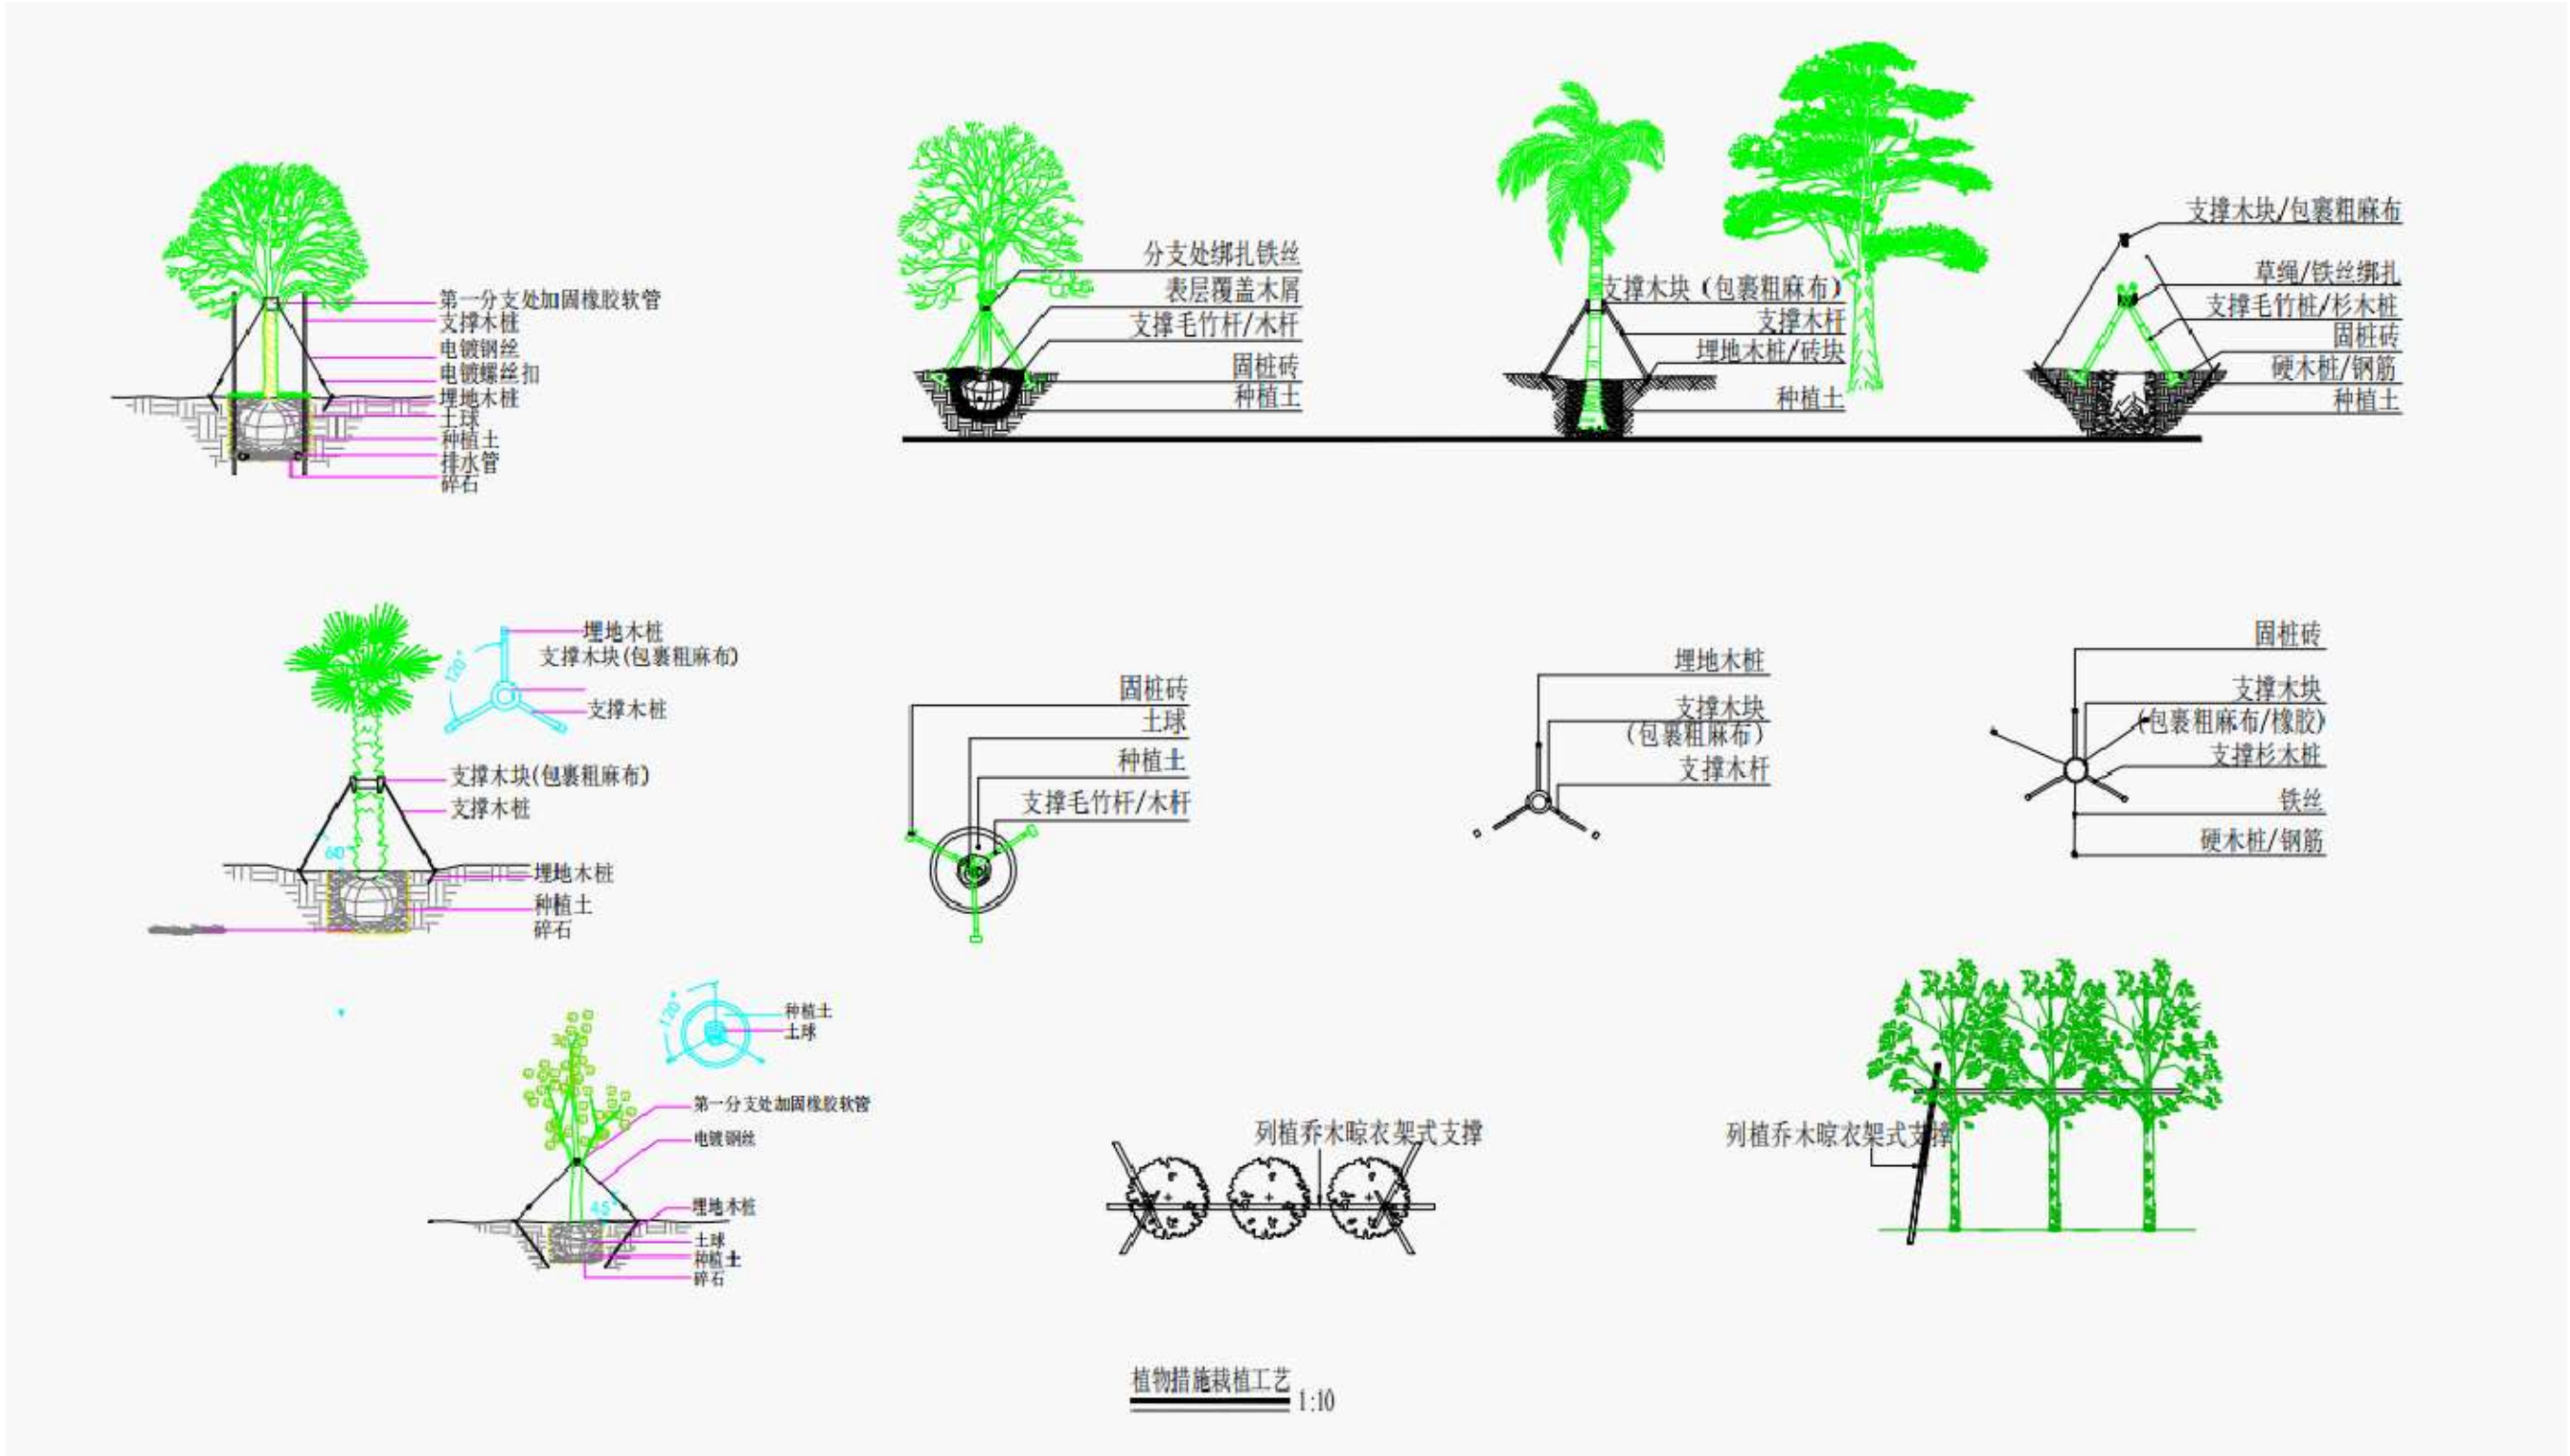 第一分支处加固橡胶软管
支撑木桩
电镀钢丝
电镀螺丝扣
埋地木桩
土球
种植土
排水管
碎石
分支处绑扎铁丝
表层覆盖木屑
支撑毛竹杆/木杆
固桩砖
种植土
支撑木块（包裹粗麻布）
支撑木杆
埋地木桩/砖块
种植土
支撑木块/包裹粗麻布
草绳/铁丝绑扎
支撑毛竹桩/杉木桩
固桩砖
硬木桩/钢筋
种植土
120°
埋地木桩
支撑木块(包裹粗麻布)
支撑木桩
支撑木块(包裹粗麻布)
支撑木桩
60°
埋地木桩
种植土
碎石
固桩砖
土球
种植土
支撑毛竹杆/木杆
埋地木桩
支撑木块
(包裹粗麻布)
支撑木杆
固桩砖
支撑木块
(包裹粗麻布/橡胶)
支撑杉木桩
铁丝
硬木桩/钢筋
120°
种植土
土球
第一分支处加固橡胶软管
电镀钢丝
45°
埋地木桩
土球
种植土
碎石
列植乔木晾衣架式支撑
列植乔木晾衣架式支撑
植物措施栽植工艺
1:10